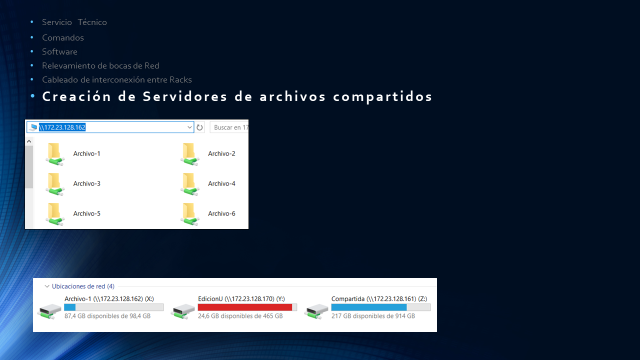 Servicio Técnico
Comandos
Software
Relevamiento de bocas de Red
Cableado de interconexión entre Racks
Creación de Servidores de archivos compartidos
\\172.23.128.162
Buscar en 17
Archivo-1
Archivo-2
Archivo-3
Archivo-4
Archivo-5
Archivo-6
Ubicaciones de red (4)
Archivo-1 (\\172.23.128.162) (X:)
EdicionU (\\172.23.128.170) (Y:)
Compartida (\\172.23.128.161) (Z:)
87,4 GB disponibles de 98,4 GB
24,6 GB disponibles de 465 GB
217 GB disponibles de 914 GB